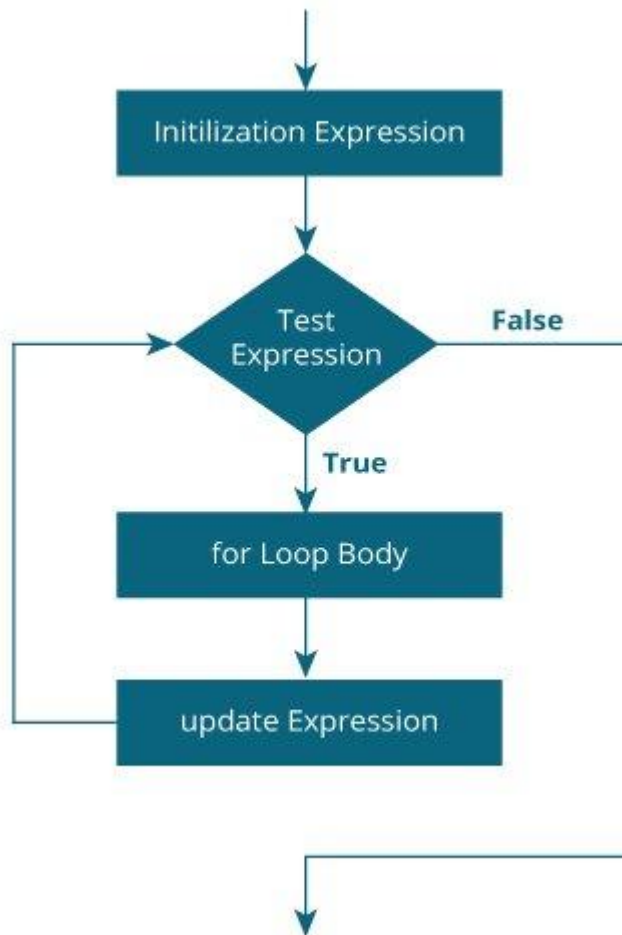 Initilization Expression
Test
Expression
False
True
for Loop Body
update Expression